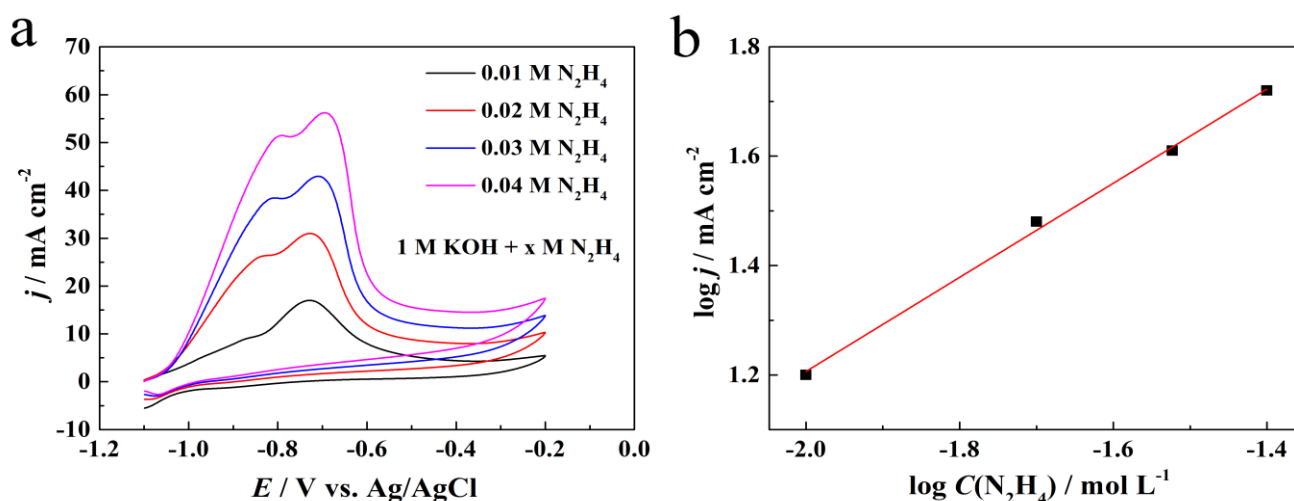 a
70
60
50
40
30
20
10
0
-10
j / mA cm⁻²
-1.2
-1.0
-0.8
-0.6
-0.4
-0.2
0.0
E / V vs. Ag/AgCl
0.01 M N₂H₄
0.02 M N₂H₄
0.03 M N₂H₄
0.04 M N₂H₄
1 M KOH + x M N₂H₄
b
1.8
1.6
1.4
1.2
log j / mA cm⁻²
-2.0
-1.8
-1.6
-1.4
log C(N₂H₄) / mol L⁻¹